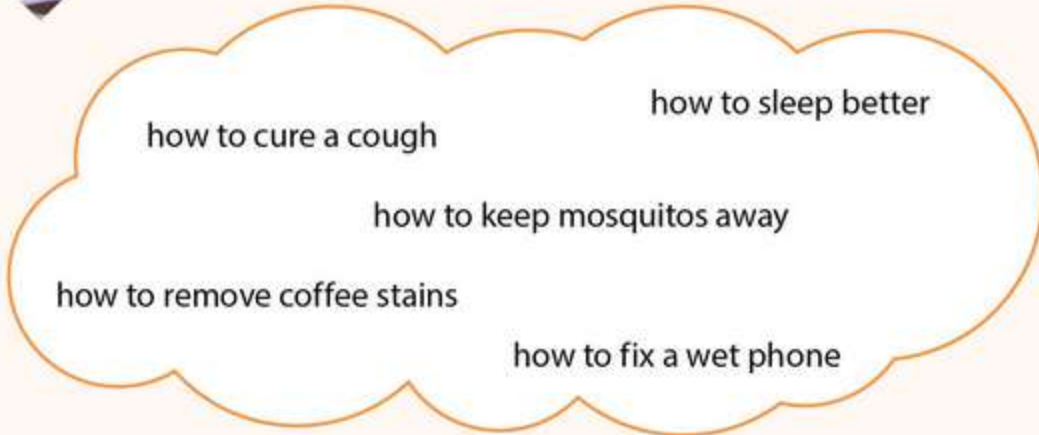 how to sleep better
how to cure a cough
how to keep mosquitos away
how to remove coffee stains
how to fix a wet phone